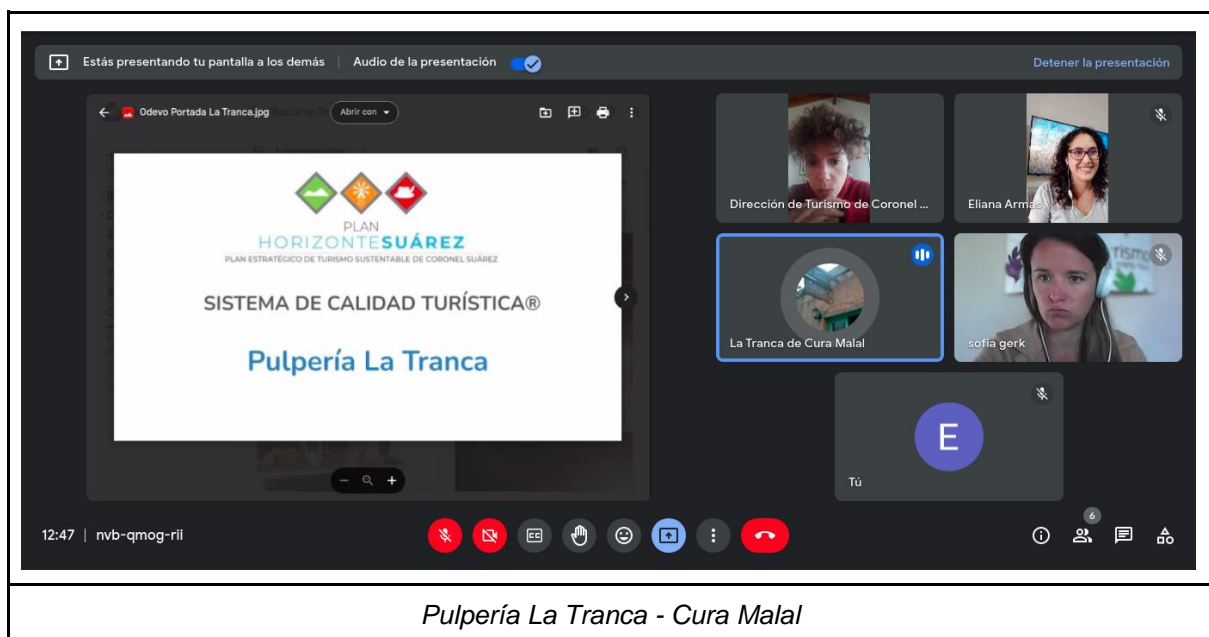 Estás presentando tu pantalla a los demás | Audio de la presentación
Detener la presentación
Odevo Portada La Tranca.jpg
Abrir con
PLAN
HORIZONTESUÁREZ
PLAN ESTRATÉGICO DE TURISMO SUSTENTABLE DE CORONEL SUÁREZ
SISTEMA DE CALIDAD TURÍSTICA®
Pulpería La Tranca
Dirección de Turismo de Coronel ...
Eliana Armas
La Tranca de Cura Malal
sofia gerk
E
Tú
12:47 | nvb-qmog-rii
CC
6
Pulpería La Tranca - Cura Malal